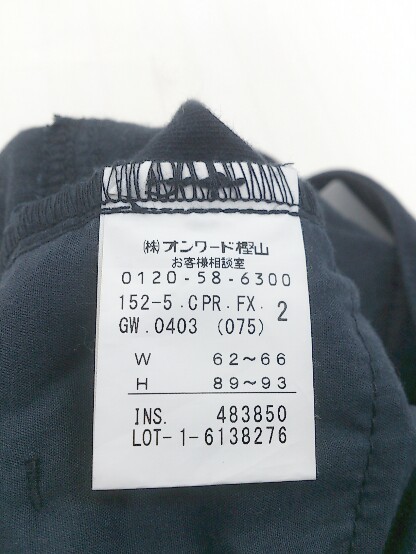 ㈱オンワード樫山
お客様相談室
0120-58-6300
152-5.CPR.FX. 2
GW.0403 (075)
W 62～66
H 89～93
INS. 483850
LOT-1-6138276